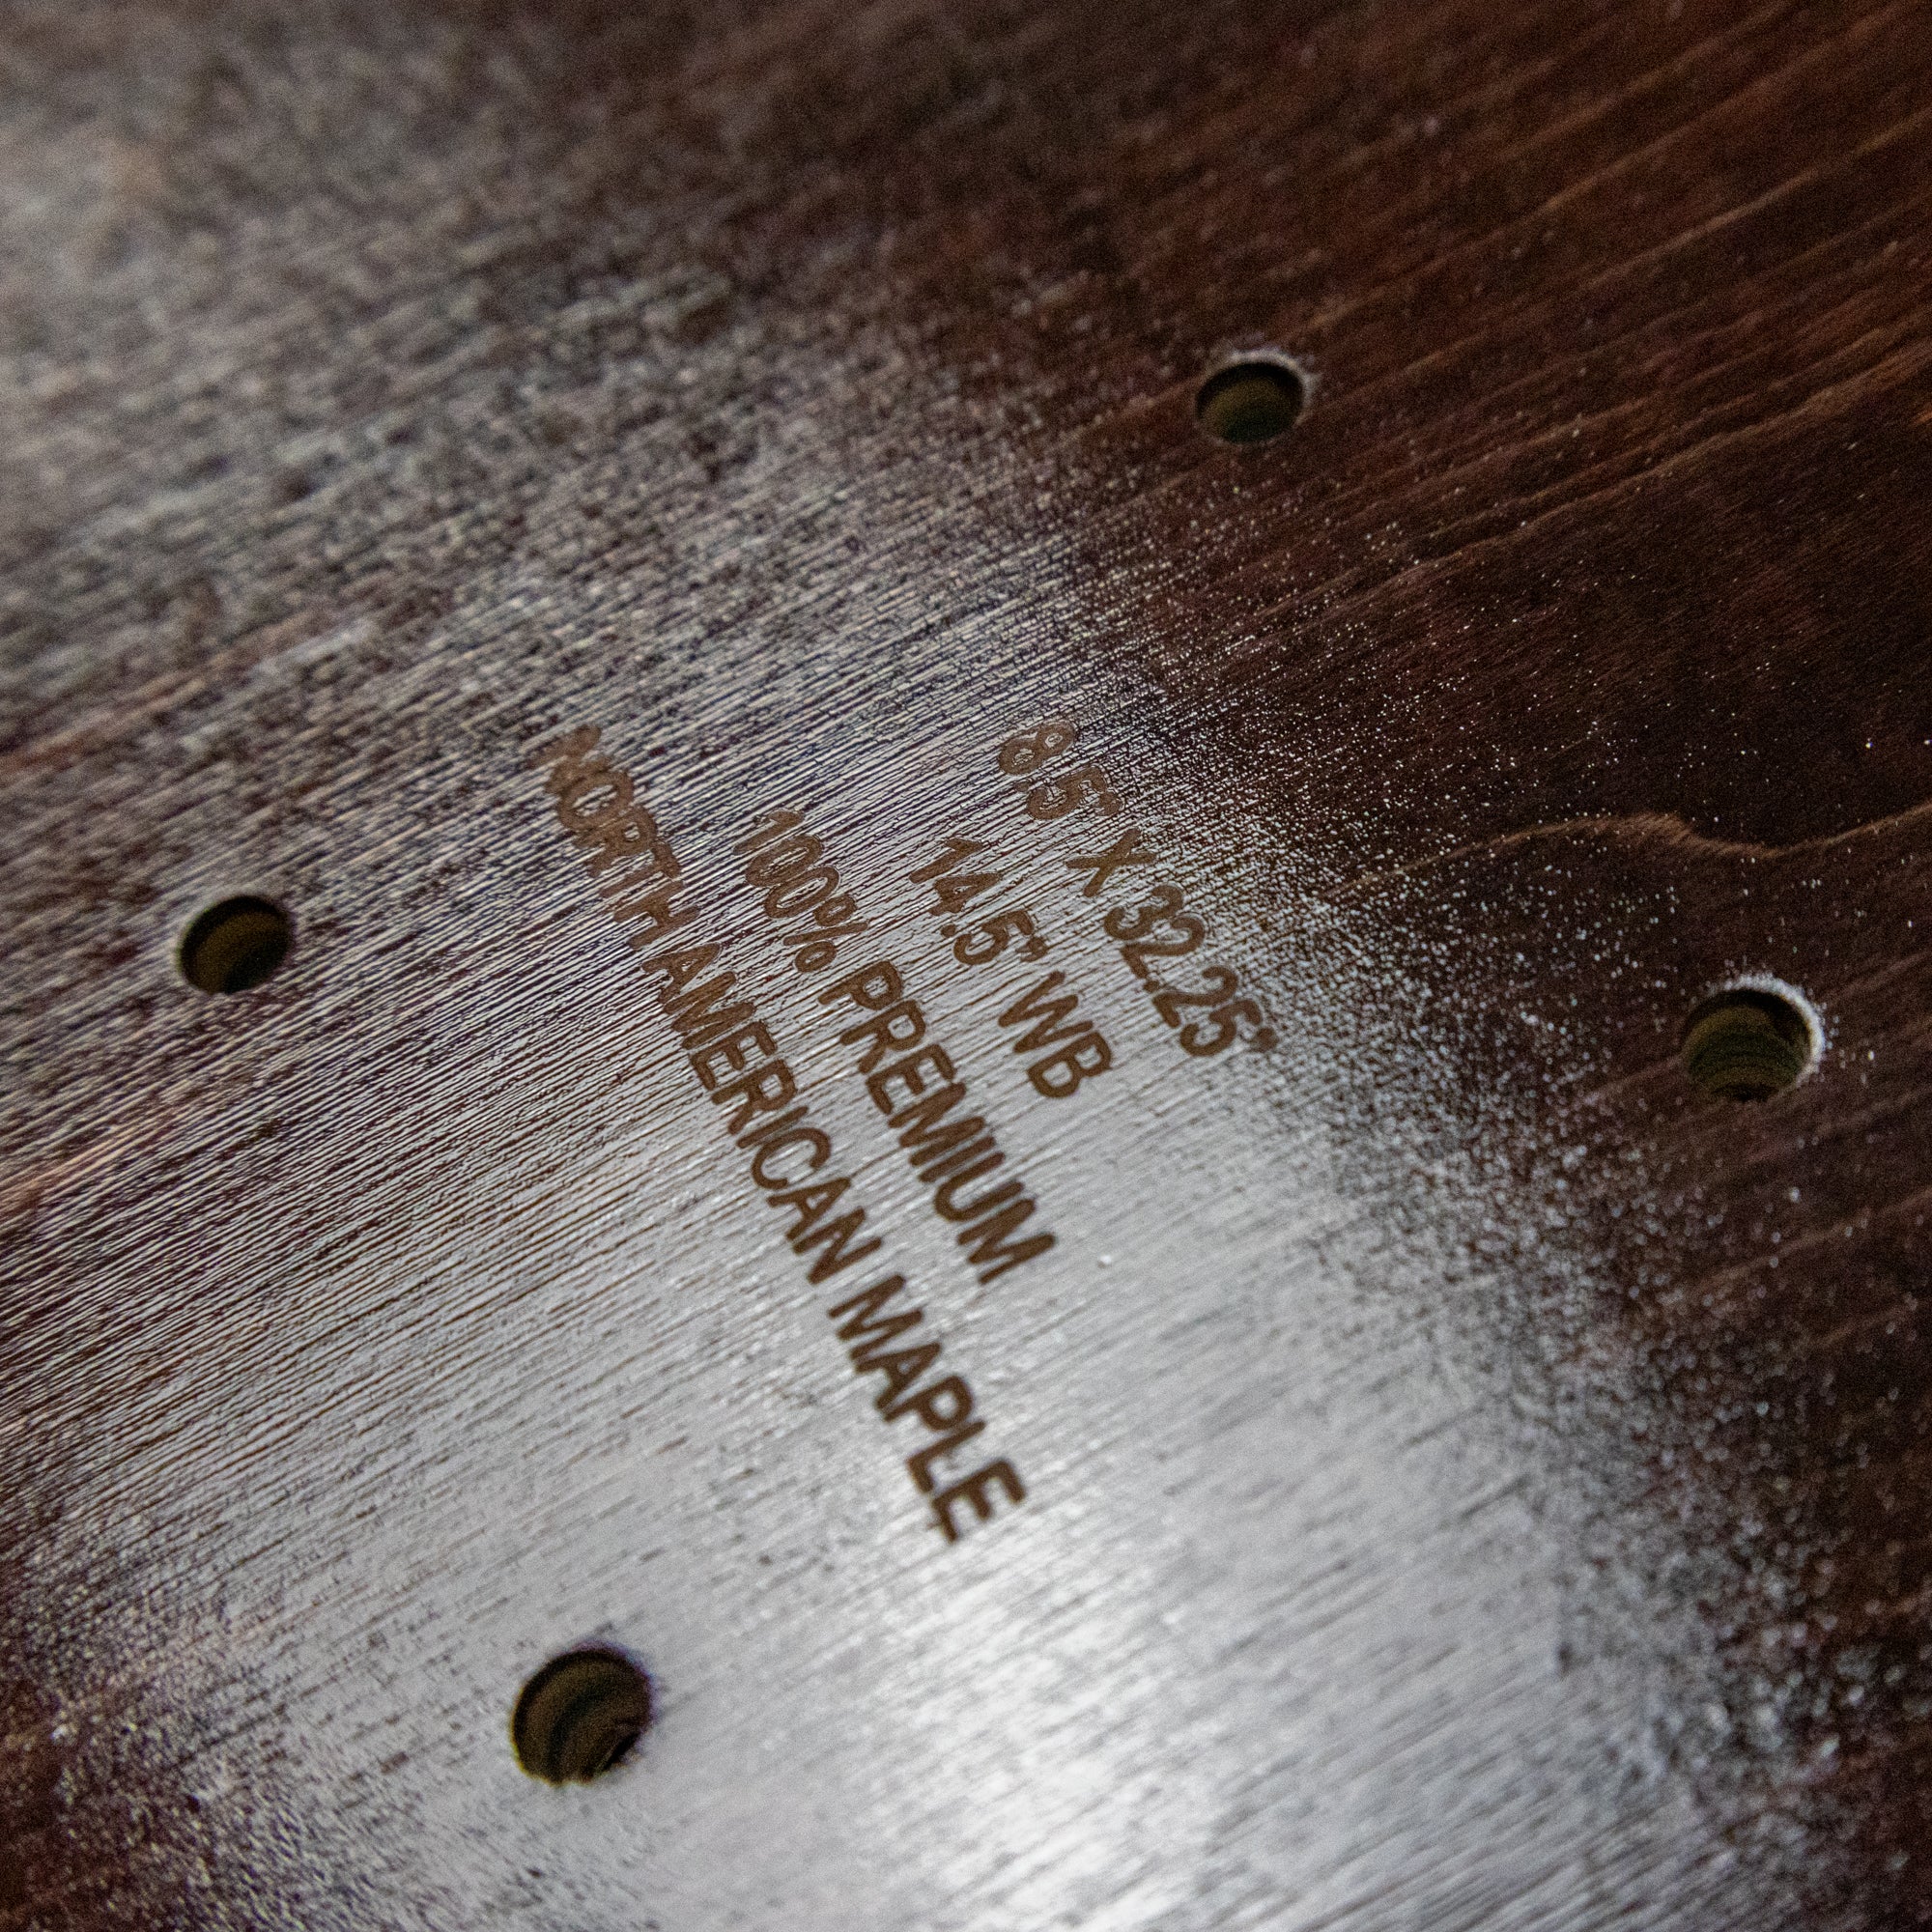 8.5" X 32.25"
14.5" WB
100% PREMIUM
NORTH AMERICAN MAPLE